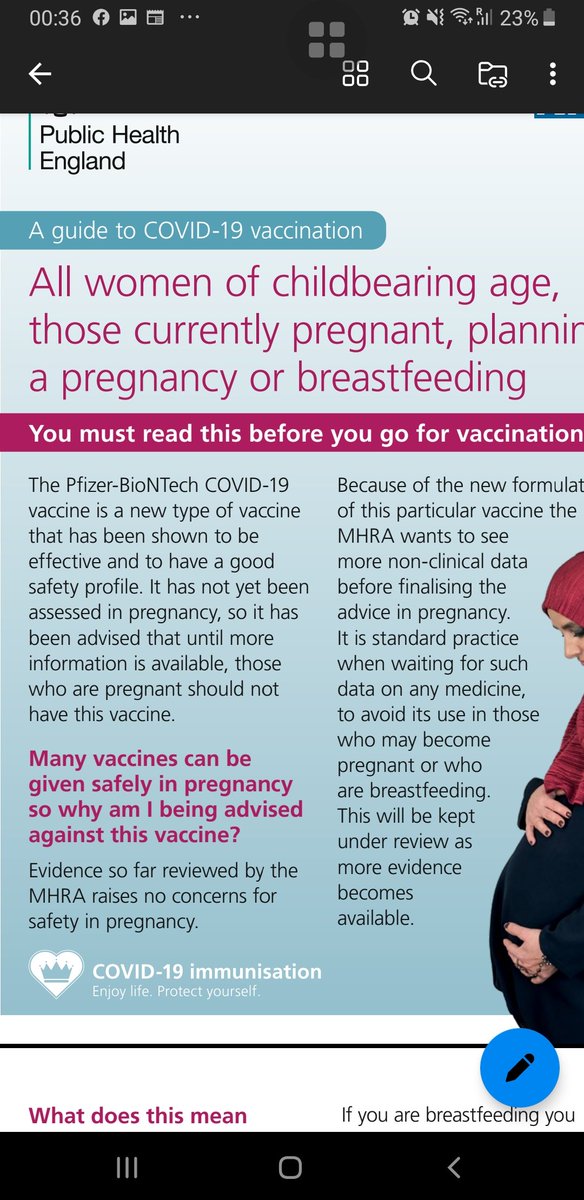 00:36
23%
Public Health
England
A guide to COVID-19 vaccination
All women of childbearing age,
those currently pregnant, plannin
a pregnancy or breastfeeding
You must read this before you go for vaccination
The Pfizer-BioNTech COVID-19
vaccine is a new type of vaccine
that has been shown to be
effective and to have a good
safety profile. It has not yet been
assessed in pregnancy, so it has
been advised that until more
information is available, those
who are pregnant should not
have this vaccine.
Many vaccines can be
given safely in pregnancy
so why am I being advised
against this vaccine?
Evidence so far reviewed by the
MHRA raises no concerns for
safety in pregnancy.
Because of the new formulat
of this particular vaccine the
MHRA wants to see
more non-clinical data
before finalising the
advice in pregnancy.
It is standard practice
when waiting for such
data on any medicine,
to avoid its use in those
who may become
pregnant or who
are breastfeeding.
This will be kept
under review as
more evidence
becomes
available.
COVID-19 immunisation
Enjoy life. Protect yourself.
What does this mean
If you are breastfeeding you